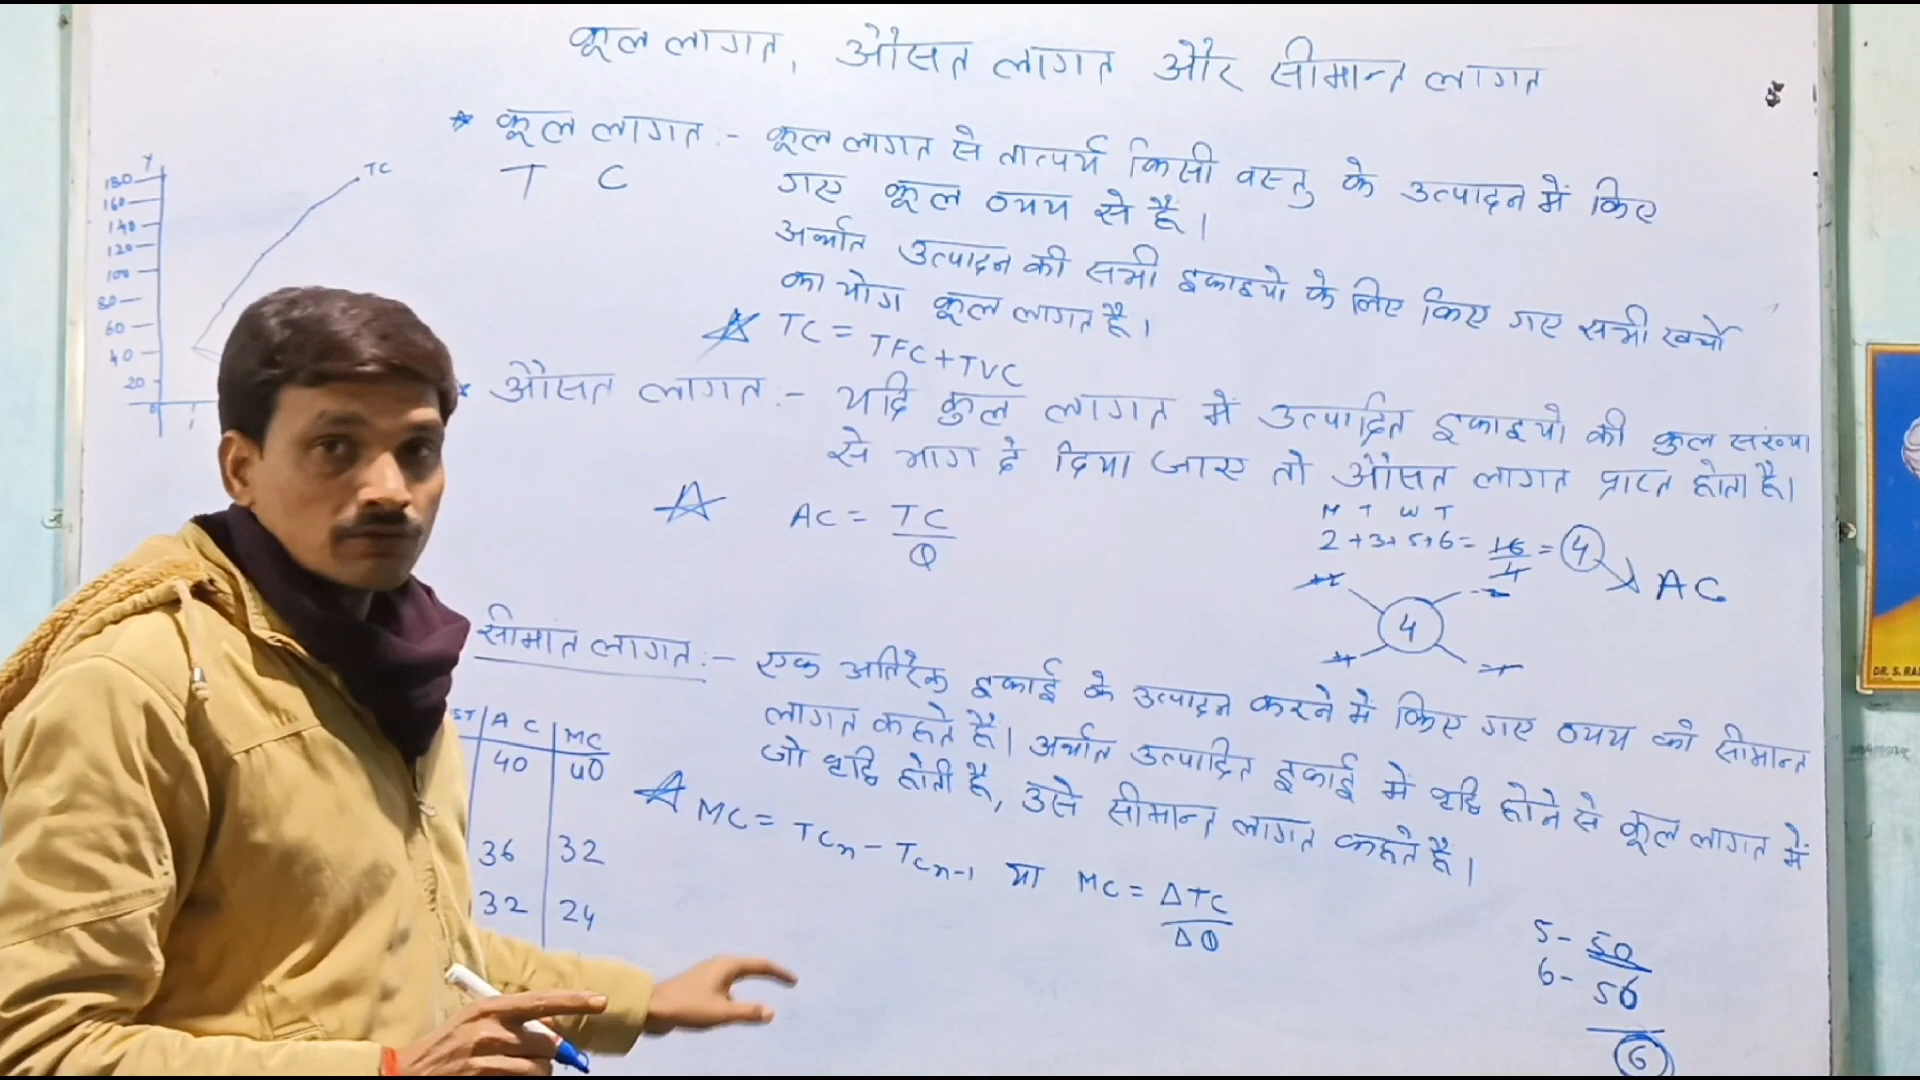 कूल लागत, औसत लागत और सीमान्त लागत
* कूल लागत :- कूल लागत से तात्पर्य किसी वस्तु के उत्पादन में किए
T C
गए कूल व्यय से है।
अर्थात उत्पादन की सभी इकाइयो के लिए किए गए सभी खर्चो
का योग कूल लागत है।
TC = TFC + TVC
* औसत लागत :- यदि कुल लागत में उत्पादित इकाइयो की कुल संख्या
से भाग दे दिया जाए तो औसत लागत प्राप्त होता है।
AC = TC / Q
M T W T
2+3+5+6 = 16/4 = 4
AC
4
सीमांत लागत :- एक अतिरिक्त इकाई के उत्पादन करने में किए गए व्यय को सीमान्त
लागत कहते हैं। अर्थात उत्पादित इकाई में वृद्धि होने से कूल लागत में
जो वृद्धि होती है, उसे सीमान्त लागत कहते हैं।
MC = TCn - TCn-1 या MC = ΔTC / ΔQ
5 - 50
6 - 56
6
Y
TC
180
160
140
120
100
80
60
40
20
0 1
ST A C MC
40 40
36 32
32 24
DR. S. RA